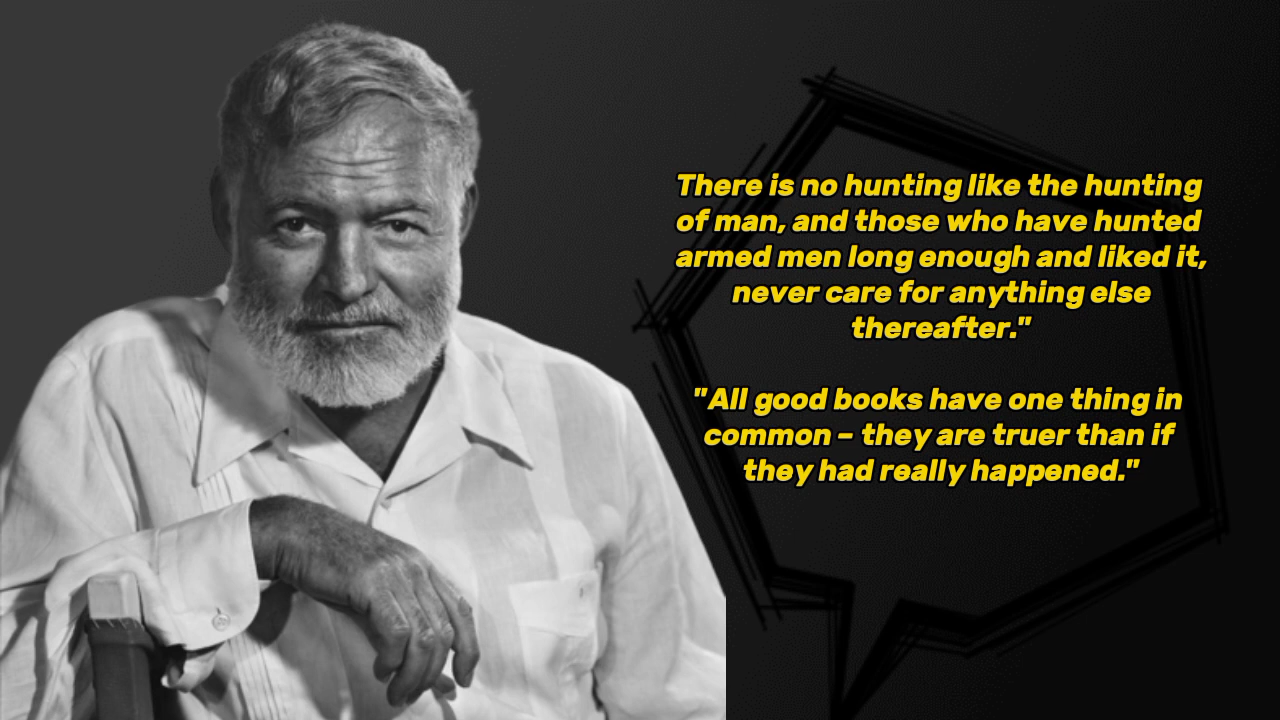 There is no hunting like the hunting
of man, and those who have hunted
armed men long enough and liked it,
never care for anything else
thereafter."
"All good books have one thing in
common – they are truer than if
they had really happened."